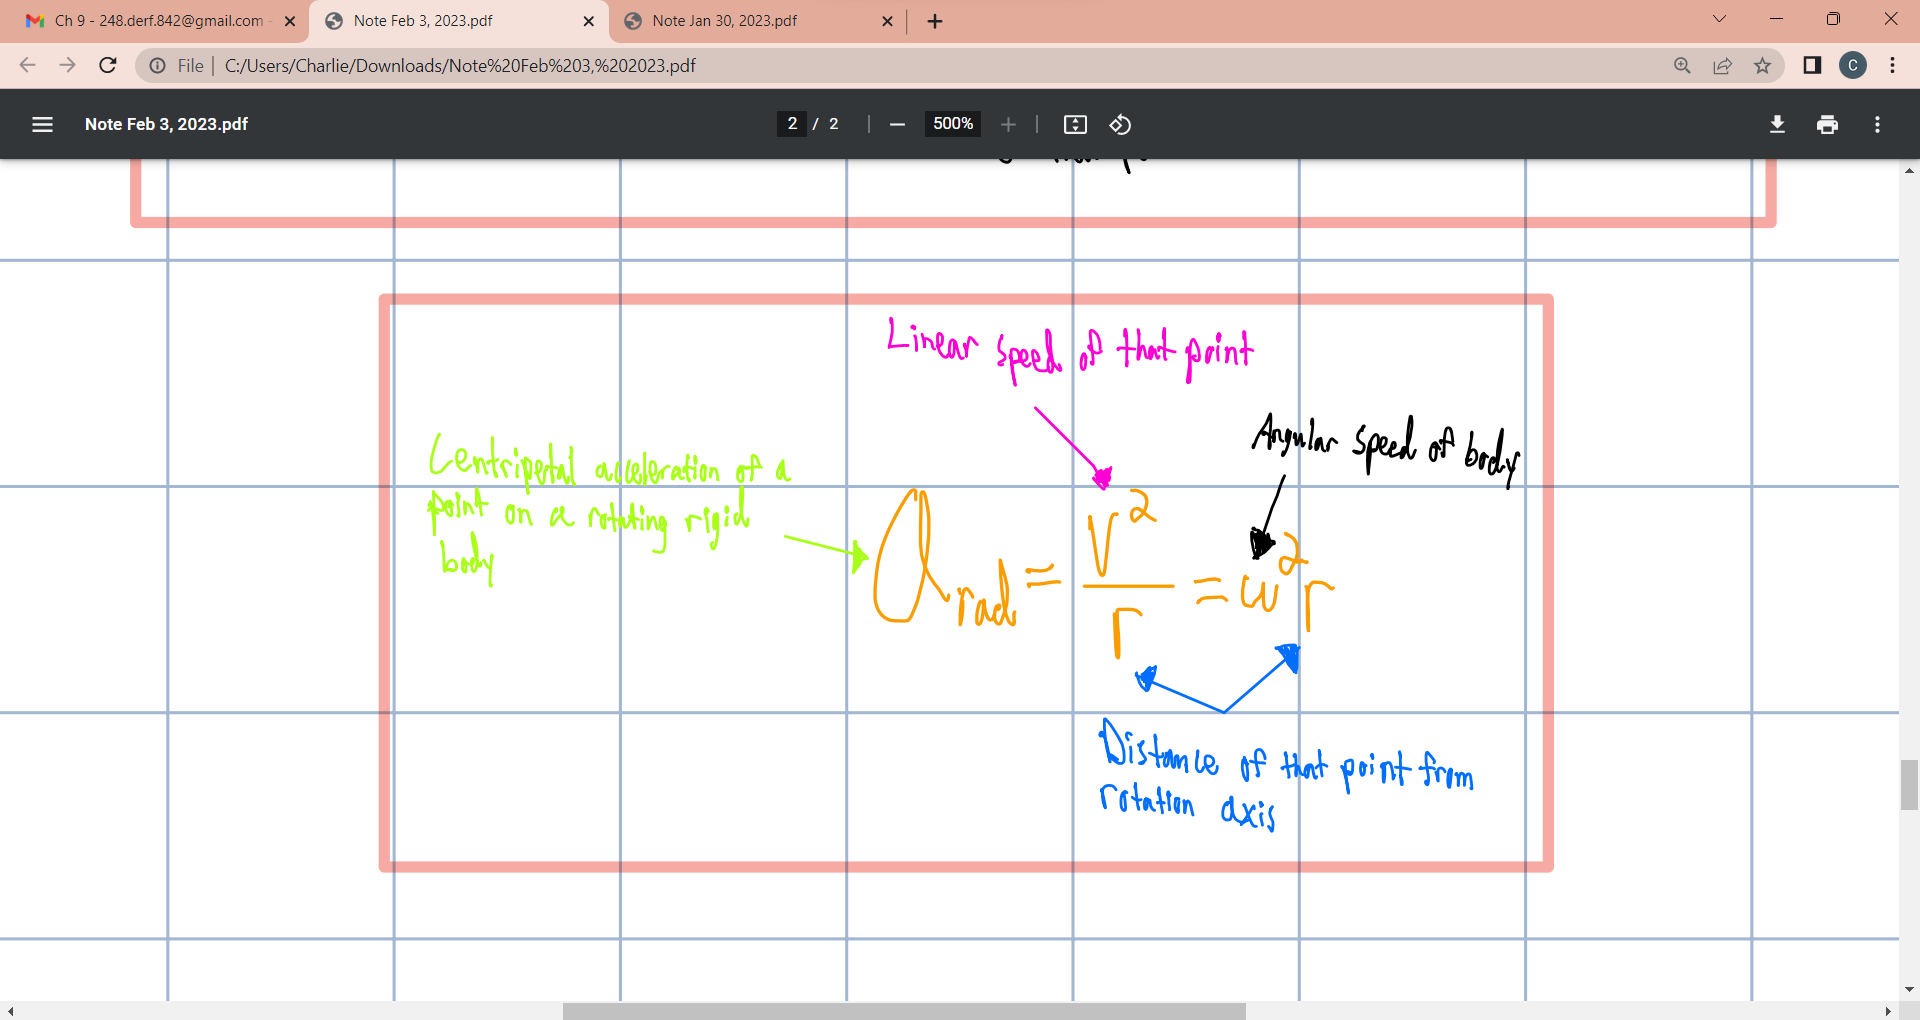 Ch 9 - 248.derf.842@gmail.com
Note Feb 3, 2023.pdf
Note Jan 30, 2023.pdf
File | C:/Users/Charlie/Downloads/Note%20Feb%203,%202023.pdf
C
Note Feb 3, 2023.pdf
2 / 2
500%
Linear speed of that point
Angular speed of body
Centripetal acceleration of a
point on a rotating rigid
body
a_rad = v²/r = ω²r
Distance of that point from
rotation axis